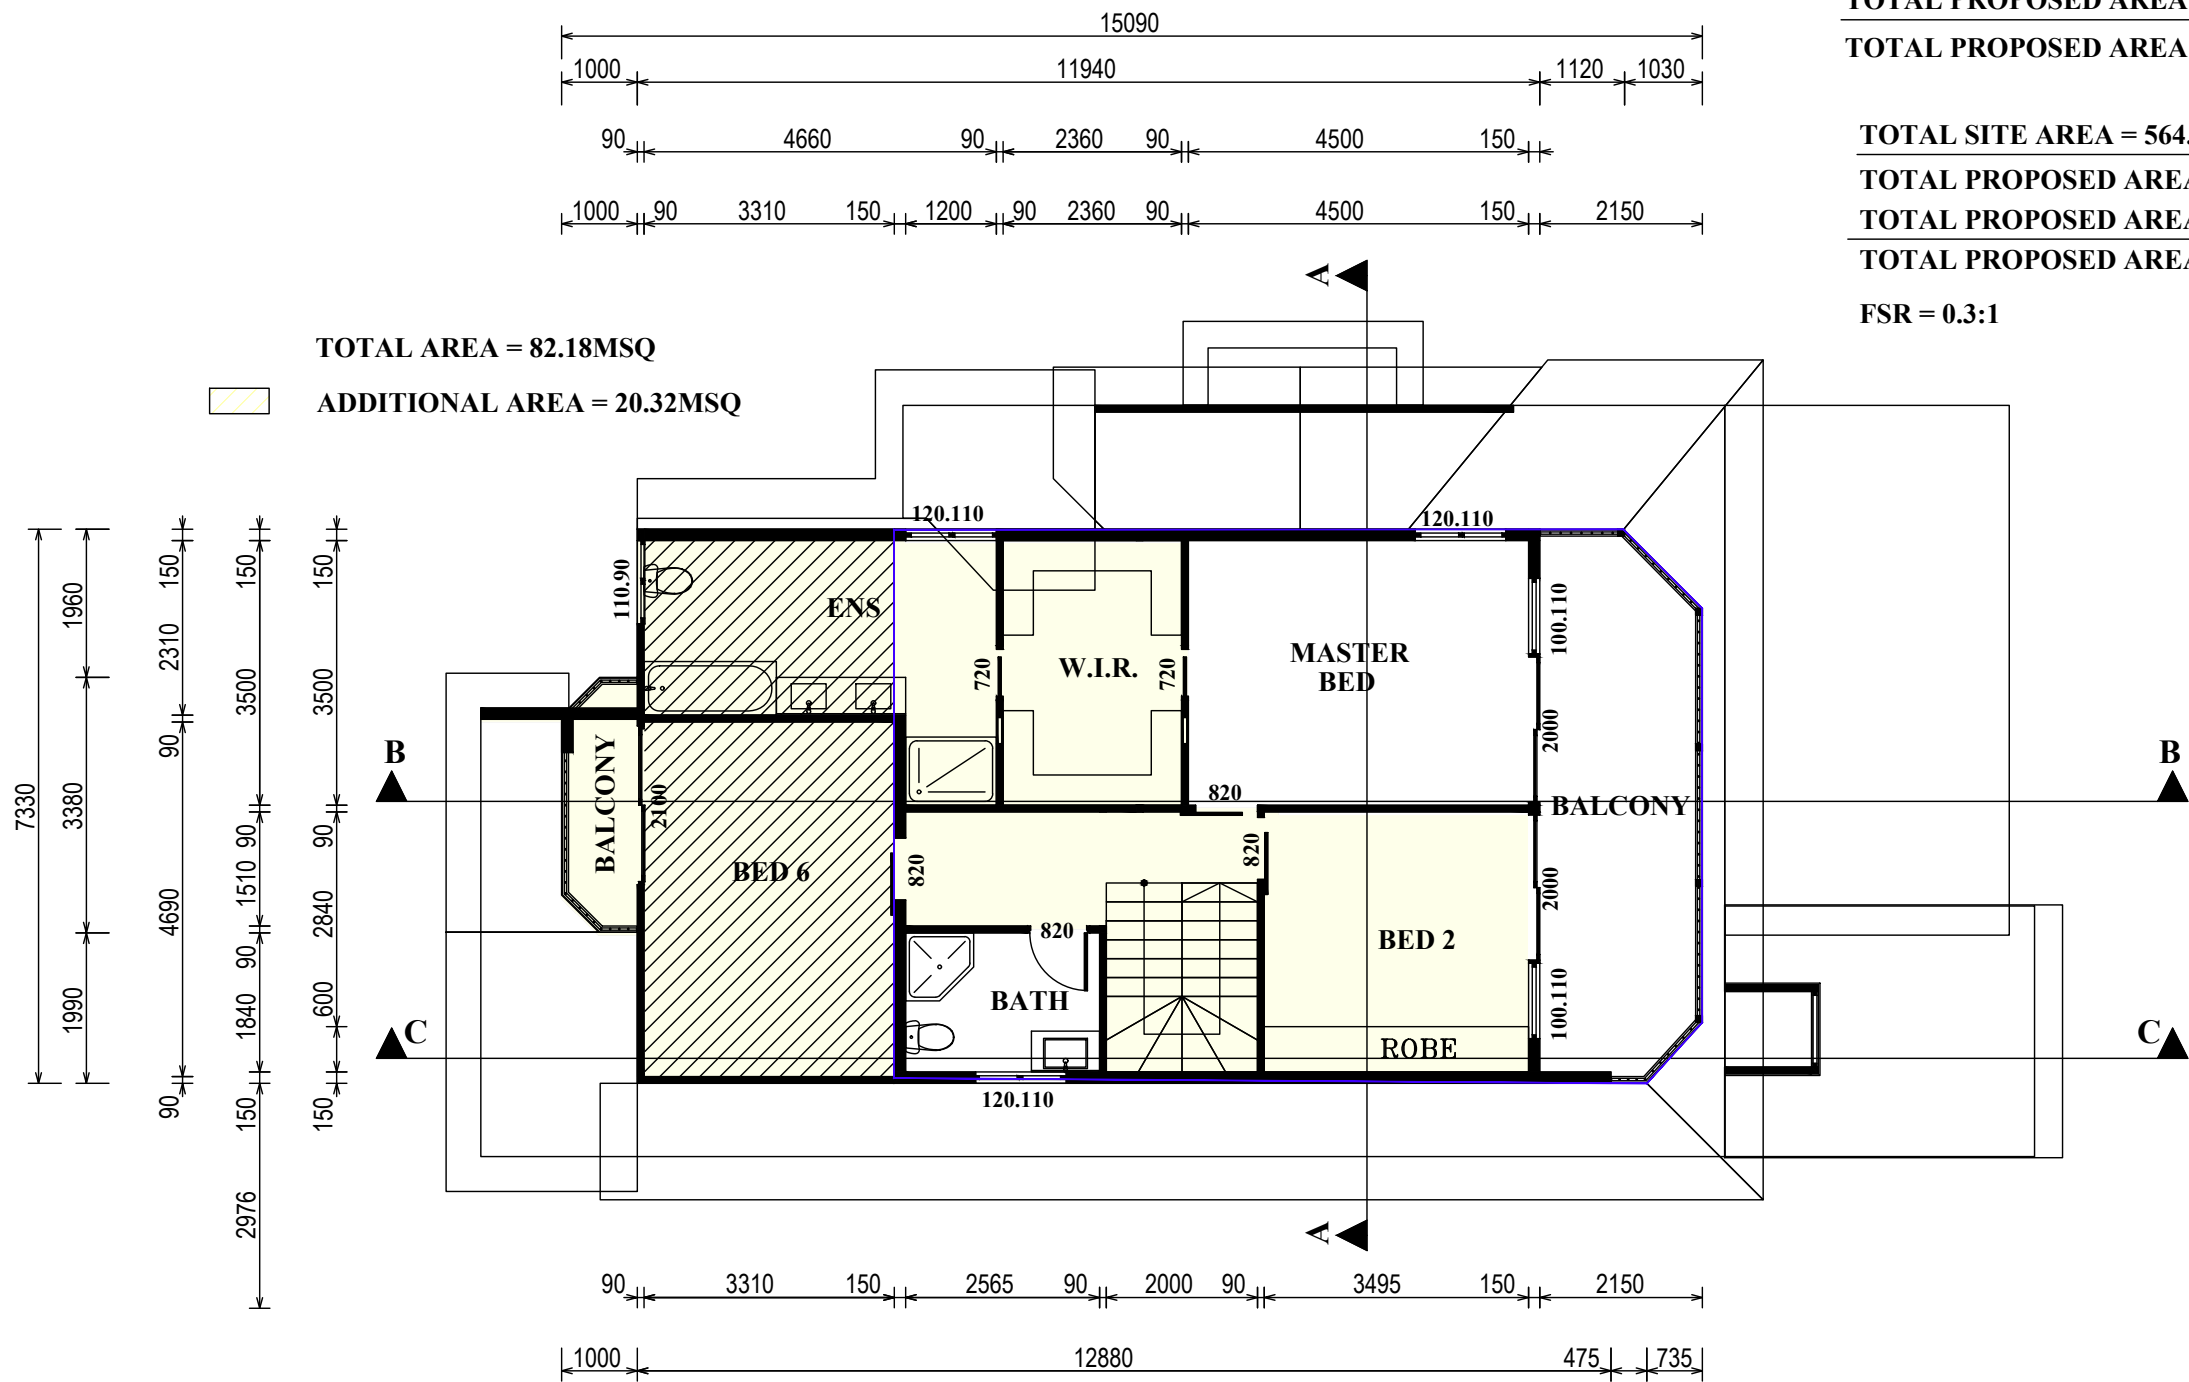 TOTAL PROPOSED AREA
15090
TOTAL PROPOSED AREA
1000 11940 1120 1030
90 4660 90 2360 90 4500 150
TOTAL SITE AREA = 564.
TOTAL PROPOSED AREA
1000 90 3310 150 1200 90 2360 90 4500 150 2150
TOTAL PROPOSED AREA
TOTAL PROPOSED AREA
A
FSR = 0.3:1
TOTAL AREA = 82.18MSQ
ADDITIONAL AREA = 20.32MSQ
120.110 120.110
7330
1960 3380 1990
150 2310 90 4690 90
150 3500 90 1510 90 1840 150 2976
150 3500 90 2840 600 150
110.90
ENS
100.110
W.I.R.
MASTER
BED
720 720
2000
B B
BALCONY
2100
820
BALCONY
BED 6
820
820
2000
820
BED 2
BATH
100.110
C C
ROBE
120.110
A
90 3310 150 2565 90 2000 90 3495 150 2150
1000 12880 475 735